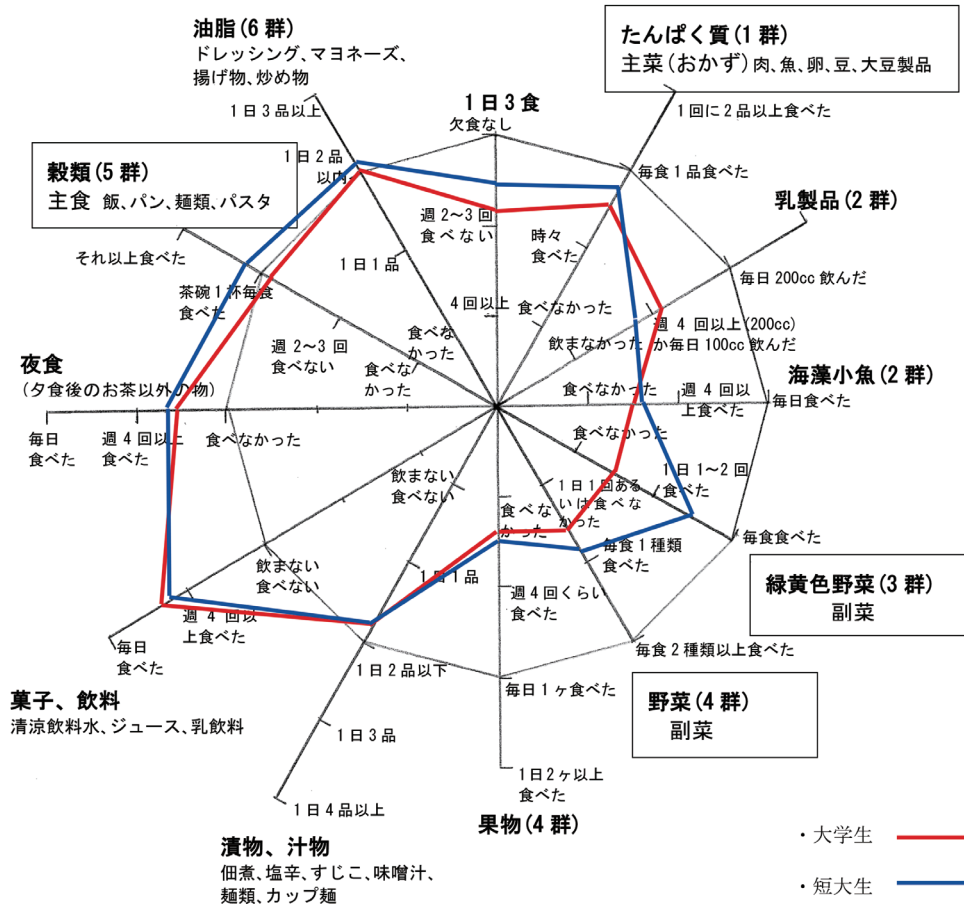 油脂(6 群)
ドレッシング、マヨネーズ、
揚げ物、炒め物
1日3品以上
1日2品
以内
1日1品
食べな
かった
1日3食
欠食なし
週2~3回
食べない
4回以上
たんぱく質(1 群)
主菜(おかず) 肉、魚、卵、豆、大豆製品
1回に2品以上食べた
毎食1品食べた
時々
食べた
食べなかった
乳製品(2 群)
毎日200cc飲んだ
週 4 回以上(200cc)
か毎日100cc飲んだ
飲まなかった
海藻小魚(2 群)
毎日食べた
週 4 回以
上食べた
食べなかった
緑黄色野菜(3 群)
副菜
毎食食べた
1日1~2回
食べた
食べなかった
野菜(4 群)
副菜
毎食2種類以上食べた
毎食1種類
食べた
1日1回ある
いは食べな
かった
果物(4 群)
1日2ヶ以上
食べた
毎日1ヶ食べた
週4回くらい
食べた
食べな
かった
漬物、汁物
佃煮、塩辛、すじこ、味噌汁、
麺類、カップ麺
1日4品以上
1日3品
1日2品以下
1日1品
菓子、飲料
清涼飲料水、ジュース、乳飲料
毎日
食べた
週 4 回以
上食べた
飲まない
食べない
飲まない
食べない
夜食
(夕食後のお茶以外の物)
毎日
食べた
週4回以上
食べた
食べなかった
穀類(5 群)
主食 飯、パン、麺類、パスタ
それ以上食べた
茶碗1杯毎食
食べた
週2~3回
食べない
食べな
かった
・大学生
・短大生